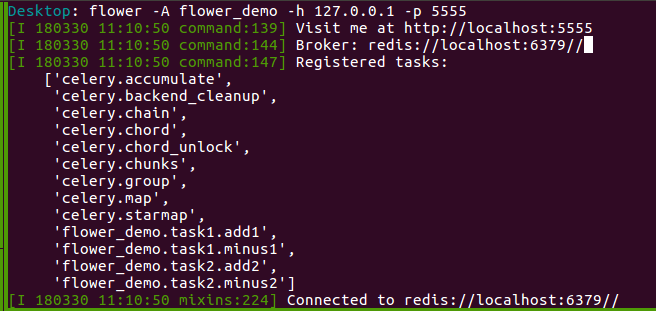 Desktop: flower -A flower_demo -h 127.0.0.1 -p 5555
[I 180330 11:10:50 command:139] Visit me at http://localhost:5555
[I 180330 11:10:50 command:144] Broker: redis://localhost:6379//
[I 180330 11:10:50 command:147] Registered tasks:
    ['celery.accumulate',
     'celery.backend_cleanup',
     'celery.chain',
     'celery.chord',
     'celery.chord_unlock',
     'celery.chunks',
     'celery.group',
     'celery.map',
     'celery.starmap',
     'flower_demo.task1.add1',
     'flower_demo.task1.minus1',
     'flower_demo.task2.add2',
     'flower_demo.task2.minus2']
[I 180330 11:10:50 mixins:224] Connected to redis://localhost:6379//